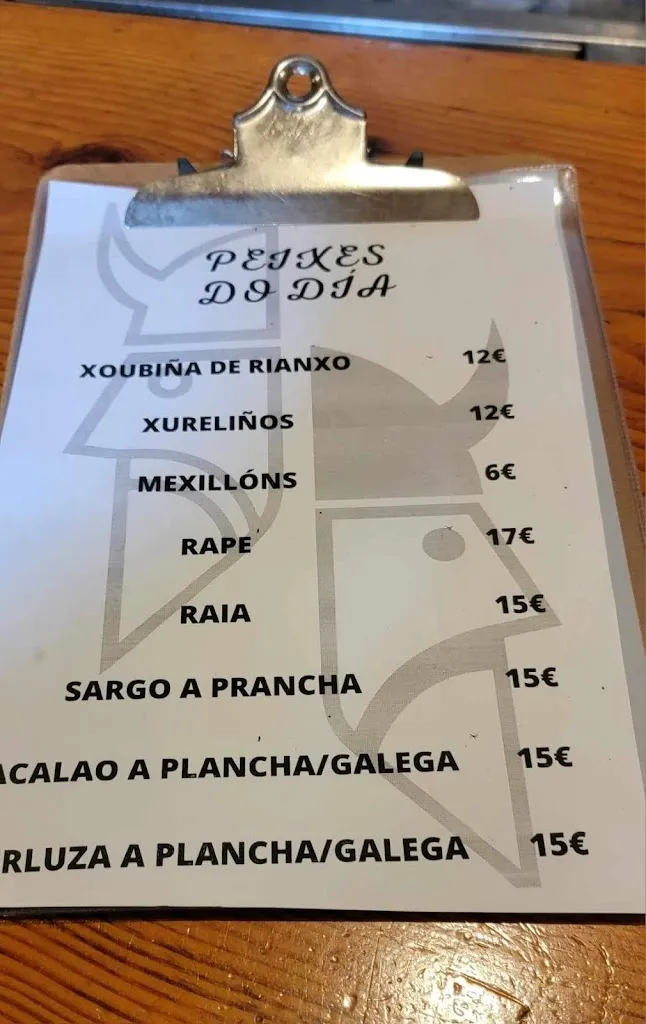 PEIXES
DO DÍA
XOUBIÑA DE RIANXO 12€
XURELIÑOS 12€
MEXILLÓNS 6€
RAPE 17€
RAIA 15€
SARGO A PRANCHA 15€
ACALAO A PLANCHA/GALEGA 15€
RLUZA A PLANCHA/GALEGA 15€